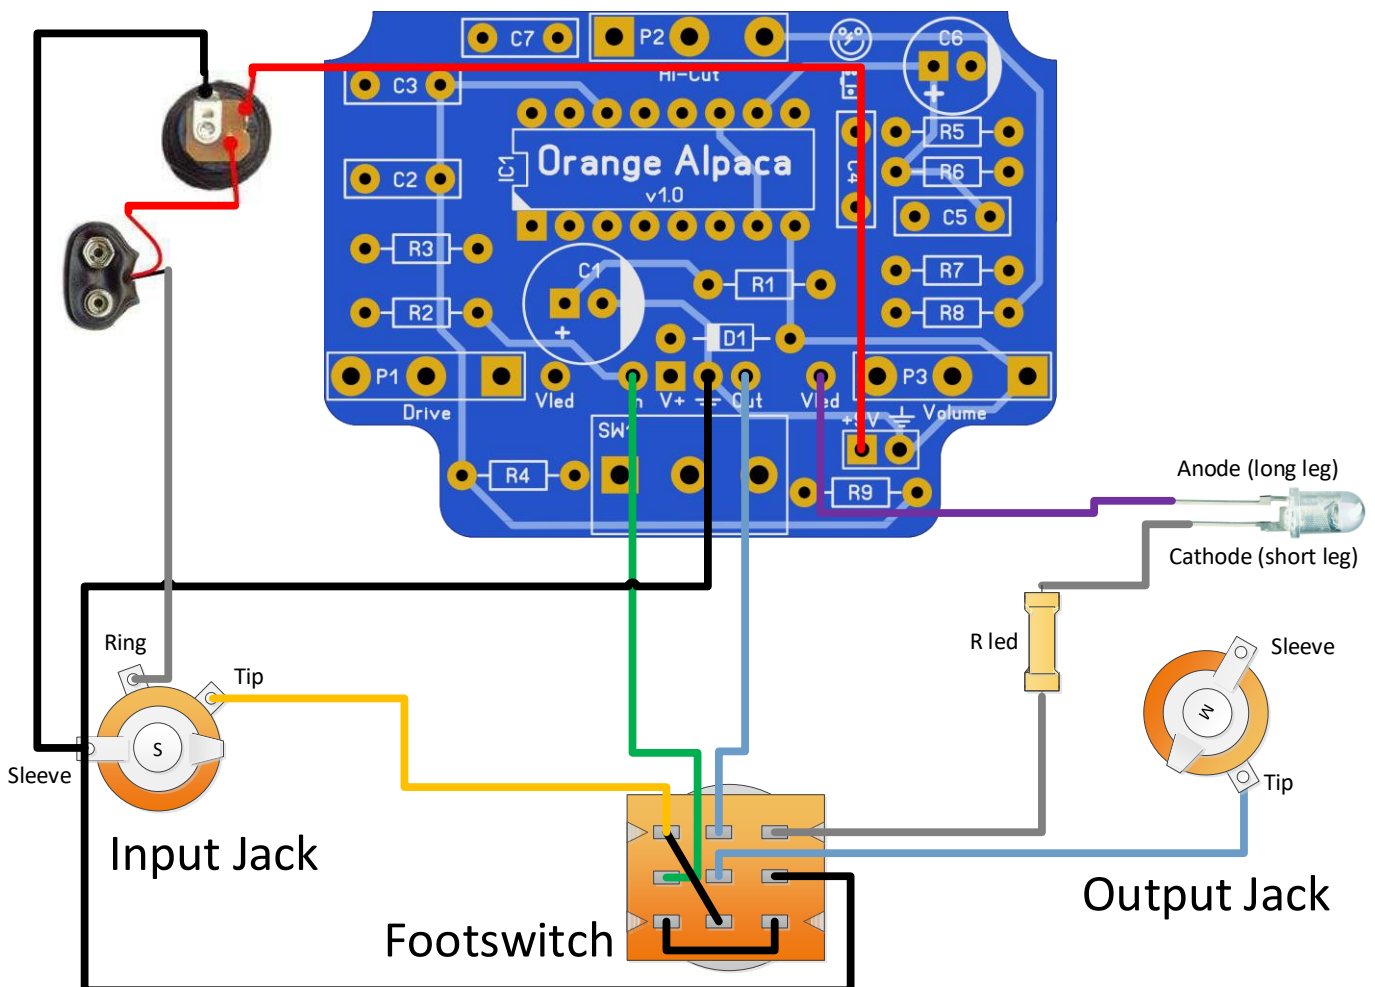 C7
P2
C6
Hi-Cut
C3
R5
Orange Alpaca
IC1
C4
R6
C2
v1.0
C5
R3
C1
R7
R1
R2
+
R8
D1
P1
P3
Vled
n
V+
Out
Vled
Drive
+9V
Volume
SW1
R4
R9
Anode (long leg)
Cathode (short leg)
Ring
R led
Sleeve
Tip
M
S
Sleeve
Tip
Input Jack
Output Jack
Footswitch
+